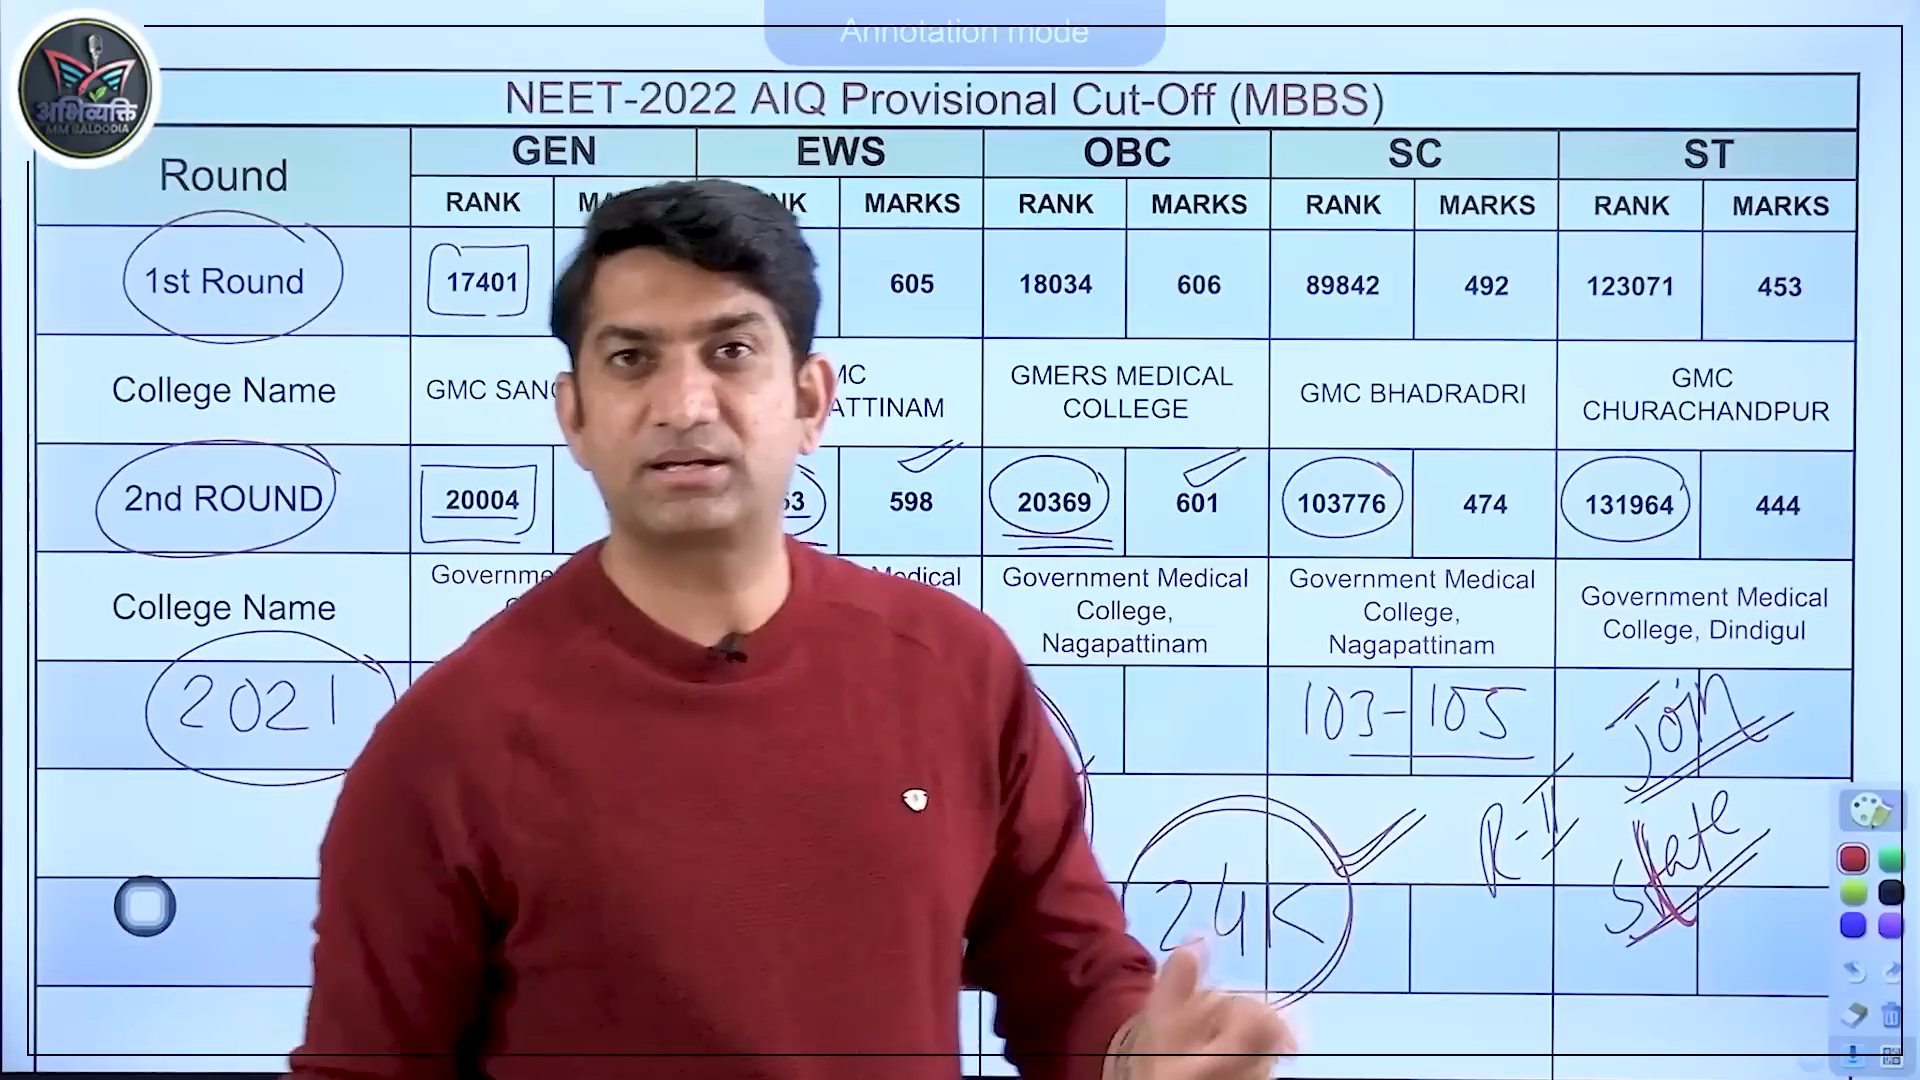 Annotation mode
अभिव्यक्ति
MM BALDODIA
NEET-2022 AIQ Provisional Cut-Off (MBBS)
Round GEN EWS OBC SC ST
RANK MARKS RANK MARKS RANK MARKS RANK MARKS
1st Round 17401 605 18034 606 89842 492 123071 453
College Name GMC GMERS MEDICAL COLLEGE GMC BHADRADRI GMC CHURACHANDPUR
2nd ROUND 20004 598 20369 601 103776 474 131964 444
College Name Government Medical College, Nagapattinam Government Medical College, Nagapattinam Government Medical College, Dindigul
2021 103-105 Join
R-II State
24K